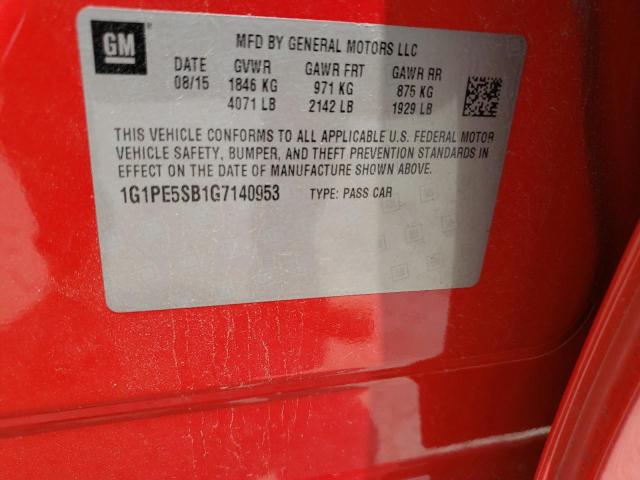 GM
MFD BY GENERAL MOTORS LLC
DATE GVWR GAWR FRT GAWR RR
08/15 1846 KG 971 KG 875 KG
4071 LB 2142 LB 1929 LB
THIS VEHICLE CONFORMS TO ALL APPLICABLE U.S. FEDERAL MOTOR
VEHICLE SAFETY, BUMPER, AND THEFT PREVENTION STANDARDS IN
EFFECT ON THE DATE OF MANUFACTURE SHOWN ABOVE.
1G1PE5SB1G7140953 TYPE: PASS CAR